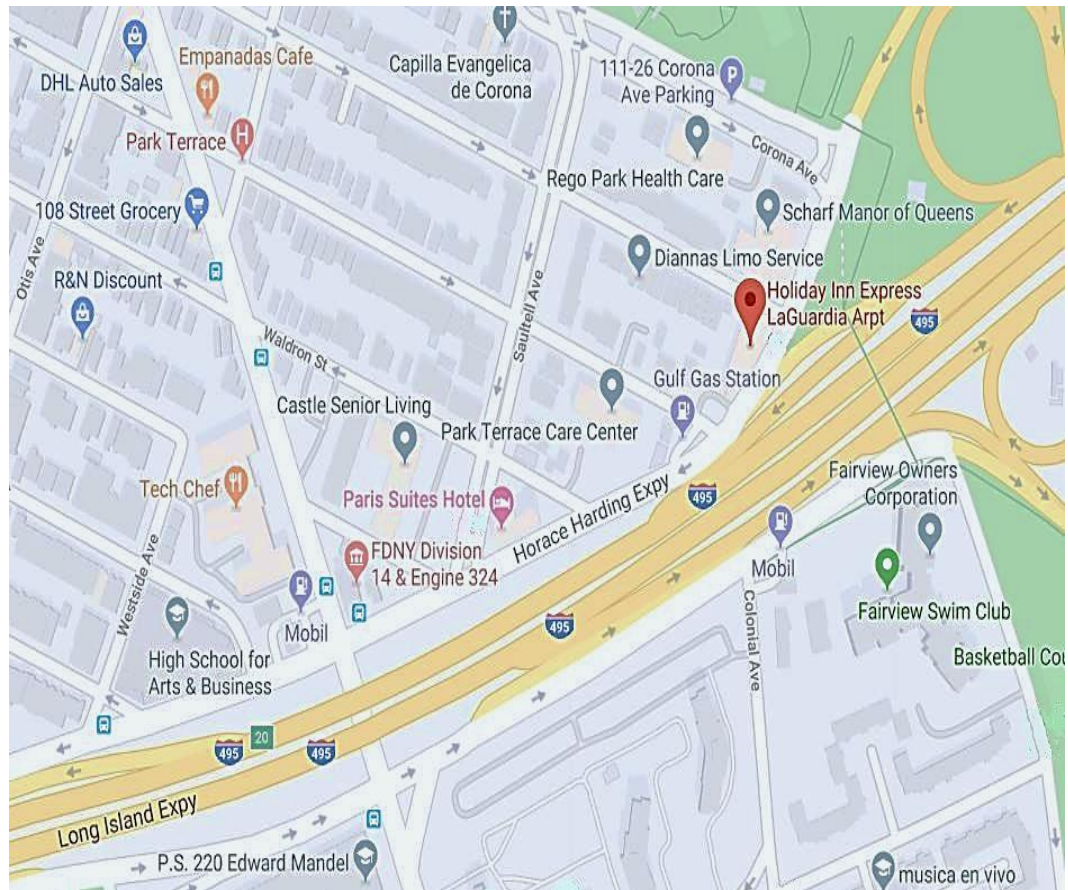 Empanadas Cafe
DHL Auto Sales
Capilla Evangelica
de Corona
111-26 Corona
Ave Parking
Park Terrace
H
P
Corona Ave
Rego Park Health Care
108 Street Grocery
Scharf Manor of Queens
Otis Ave
R&N Discount
Diannas Limo Service
Holiday Inn Express
LaGuardia Arpt
495
Saultell Ave
Waldron St
Gulf Gas Station
Castle Senior Living
Park Terrace Care Center
Fairview Owners
Corporation
Tech Chef
Paris Suites Hotel
495
Horace Harding Expy
FDNY Division
14 & Engine 324
Mobil
Westside Ave
Mobil
Fairview Swim Club
Colonial Ave
495
High School for
Arts & Business
Basketball Cou
20
495
495
Long Island Expy
P.S. 220 Edward Mandel
musica en vivo